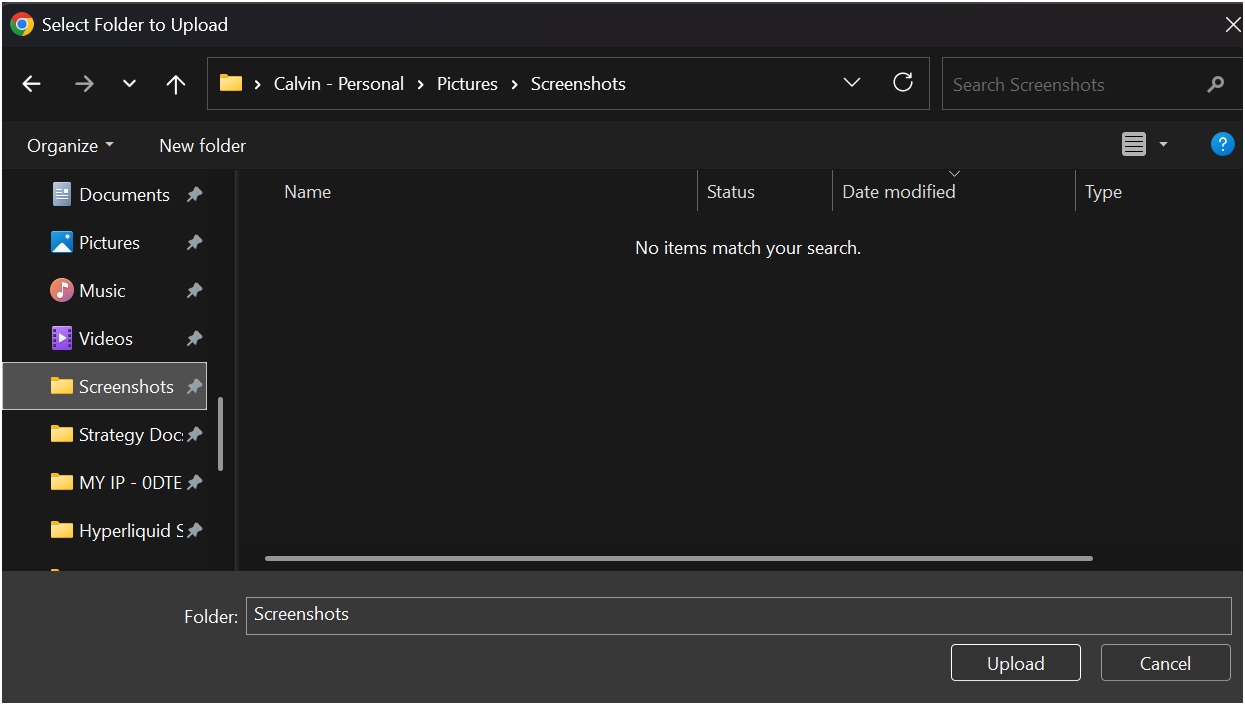 Select Folder to Upload
Calvin - Personal > Pictures > Screenshots
Search Screenshots
Organize
New folder
?
Documents
Pictures
Music
Videos
Screenshots
Strategy Doc
MY IP - 0DTE
Hyperliquid S
Name
Status
Date modified
Type
No items match your search.
Folder: Screenshots
Upload
Cancel